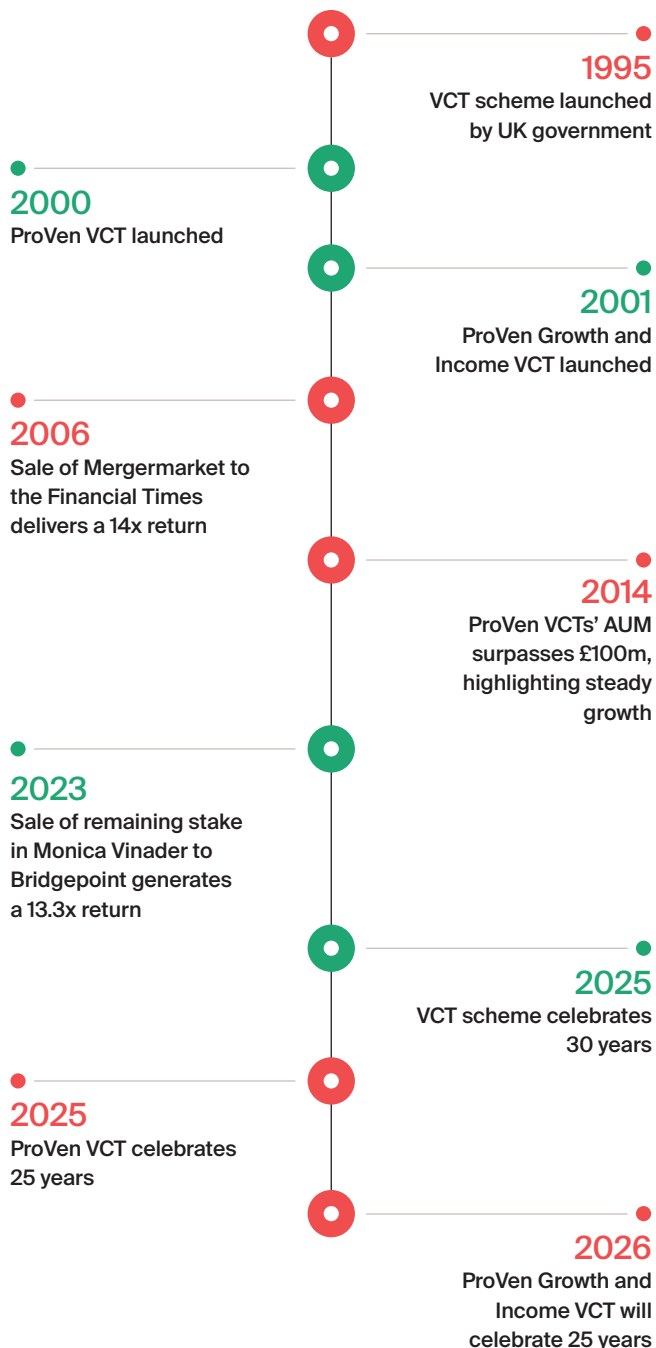 1995
VCT scheme launched
by UK government
2000
ProVen VCT launched
2001
ProVen Growth and
Income VCT launched
2006
Sale of Mergermarket to
the Financial Times
delivers a 14x return
2014
ProVen VCTs’ AUM
surpasses £100m,
highlighting steady
growth
2023
Sale of remaining stake
in Monica Vinader to
Bridgepoint generates
a 13.3x return
2025
VCT scheme celebrates
30 years
2025
ProVen VCT celebrates
25 years
2026
ProVen Growth and
Income VCT will
celebrate 25 years